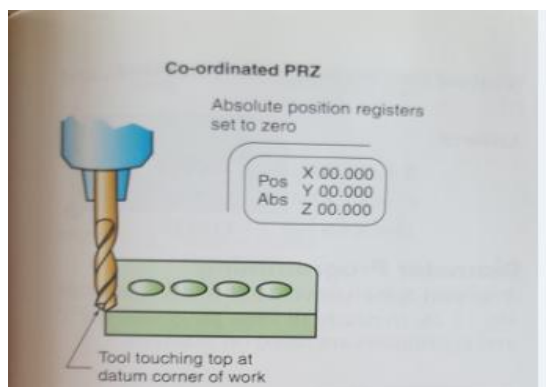 Co-ordinated PRZ
Absolute position registers
set to zero
Pos X 00.000
Abs Y 00.000
Z 00.000
Tool touching top at
datum corner of work